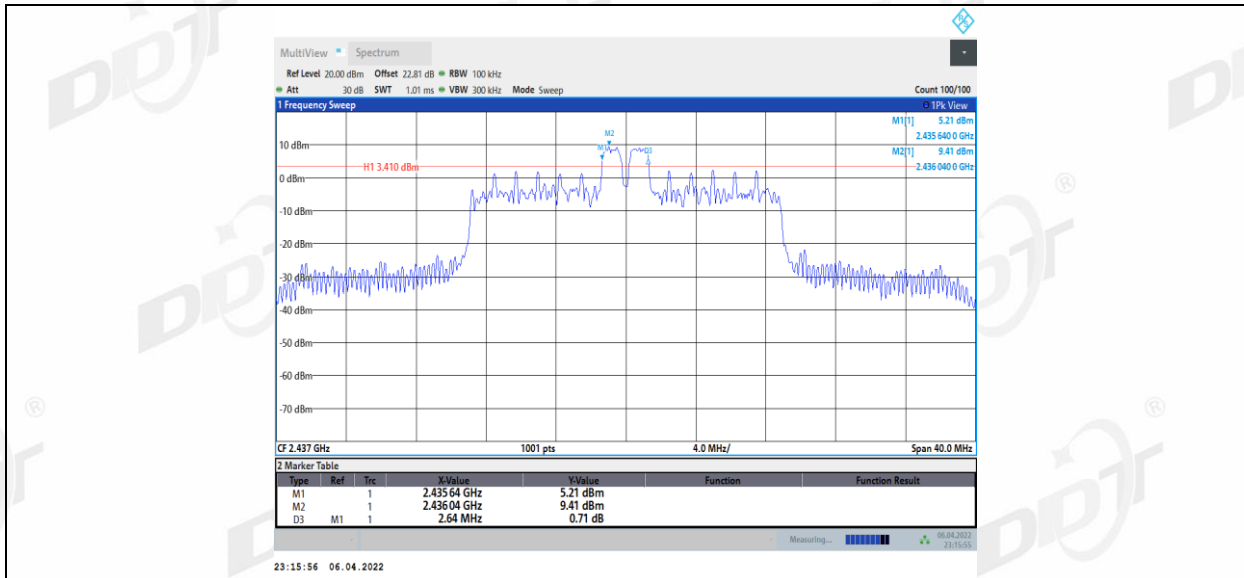 MultiView Spectrum
Ref Level 20.00 dBm Offset 22.81 dB RBW 100 kHz
Att 30 dB SWT 1.01 ms VBW 300 kHz Mode Sweep Count 100/100
1 Frequency Sweep 1Pk View
M1[1] 5.21 dBm
2.435 640 0 GHz
M2[1] 9.41 dBm
2.436 040 0 GHz
M2
10 dBm
M1 D3
H1 3.410 dBm
0 dBm
-10 dBm
-20 dBm
-30 dBm
-40 dBm
-50 dBm
-60 dBm
-70 dBm
CF 2.437 GHz 1001 pts 4.0 MHz/ Span 40.0 MHz
2 Marker Table
Type Ref Trc X-Value Y-Value Function Function Result
M1 1 2.43564 GHz 5.21 dBm
M2 1 2.43604 GHz 9.41 dBm
D3 M1 1 2.64 MHz 0.71 dB
Measuring... 06.04.2022
23:15:55
23:15:56 06.04.2022
DDT
®